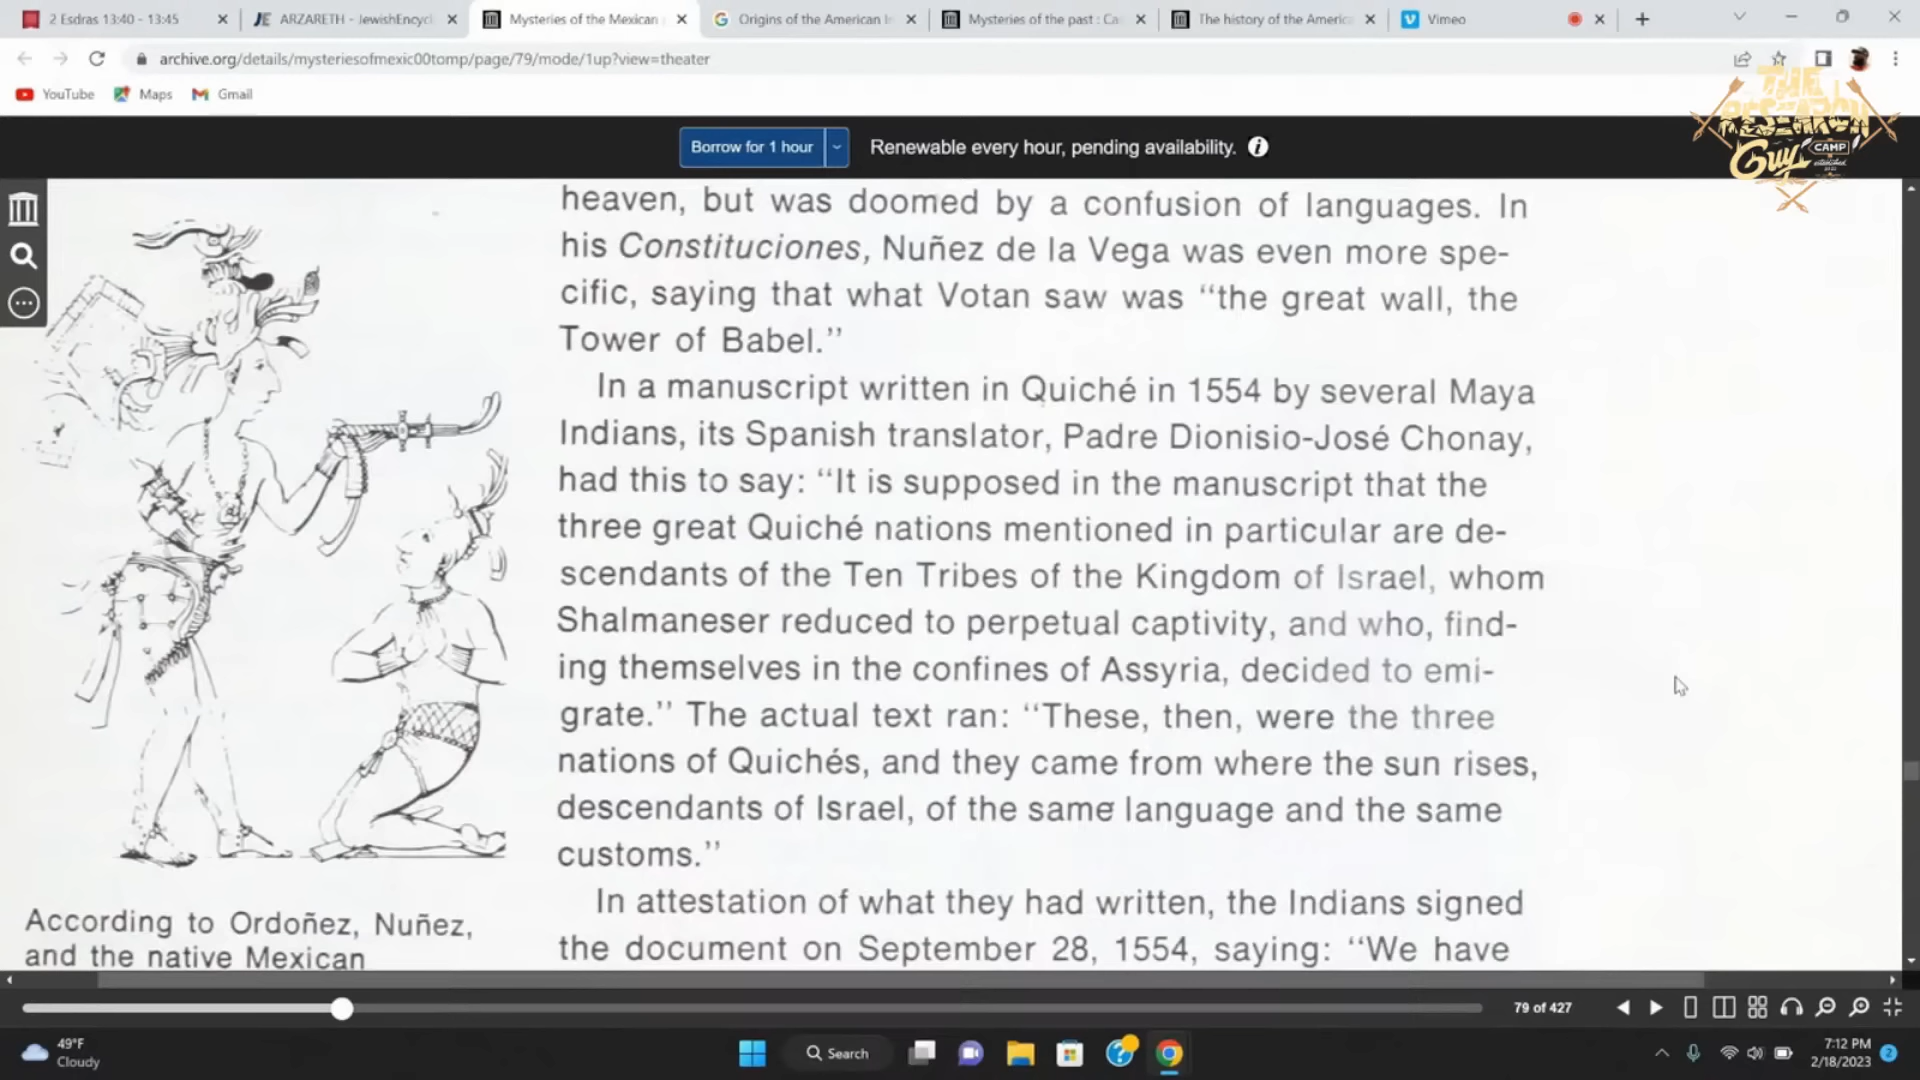 2 Esdras 13:40 - 13:45
ARZARETH - JewishEncycl
Mysteries of the Mexican
Origins of the American In
Mysteries of the past : Ca
The history of the America
Vimeo
archive.org/details/mysteriesofmexic00tomp/page/79/mode/1up?view=theater
YouTube
Maps
Gmail
THE
RESEARCH
Guy
CAMP
Borrow for 1 hour
Renewable every hour, pending availability.
heaven, but was doomed by a confusion of languages. In
his Constituciones, Nuñez de la Vega was even more spe-
cific, saying that what Votan saw was “the great wall, the
Tower of Babel.”
In a manuscript written in Quiché in 1554 by several Maya
Indians, its Spanish translator, Padre Dionisio-José Chonay,
had this to say: “It is supposed in the manuscript that the
three great Quiché nations mentioned in particular are de-
scendants of the Ten Tribes of the Kingdom of Israel, whom
Shalmaneser reduced to perpetual captivity, and who, find-
ing themselves in the confines of Assyria, decided to emi-
grate.” The actual text ran: “These, then, were the three
nations of Quichés, and they came from where the sun rises,
descendants of Israel, of the same language and the same
customs.”
In attestation of what they had written, the Indians signed
the document on September 28, 1554, saying: “We have
According to Ordoñez, Nuñez,
and the native Mexican
79 of 427
49°F
Cloudy
Search
7:12 PM
2/18/2023
2